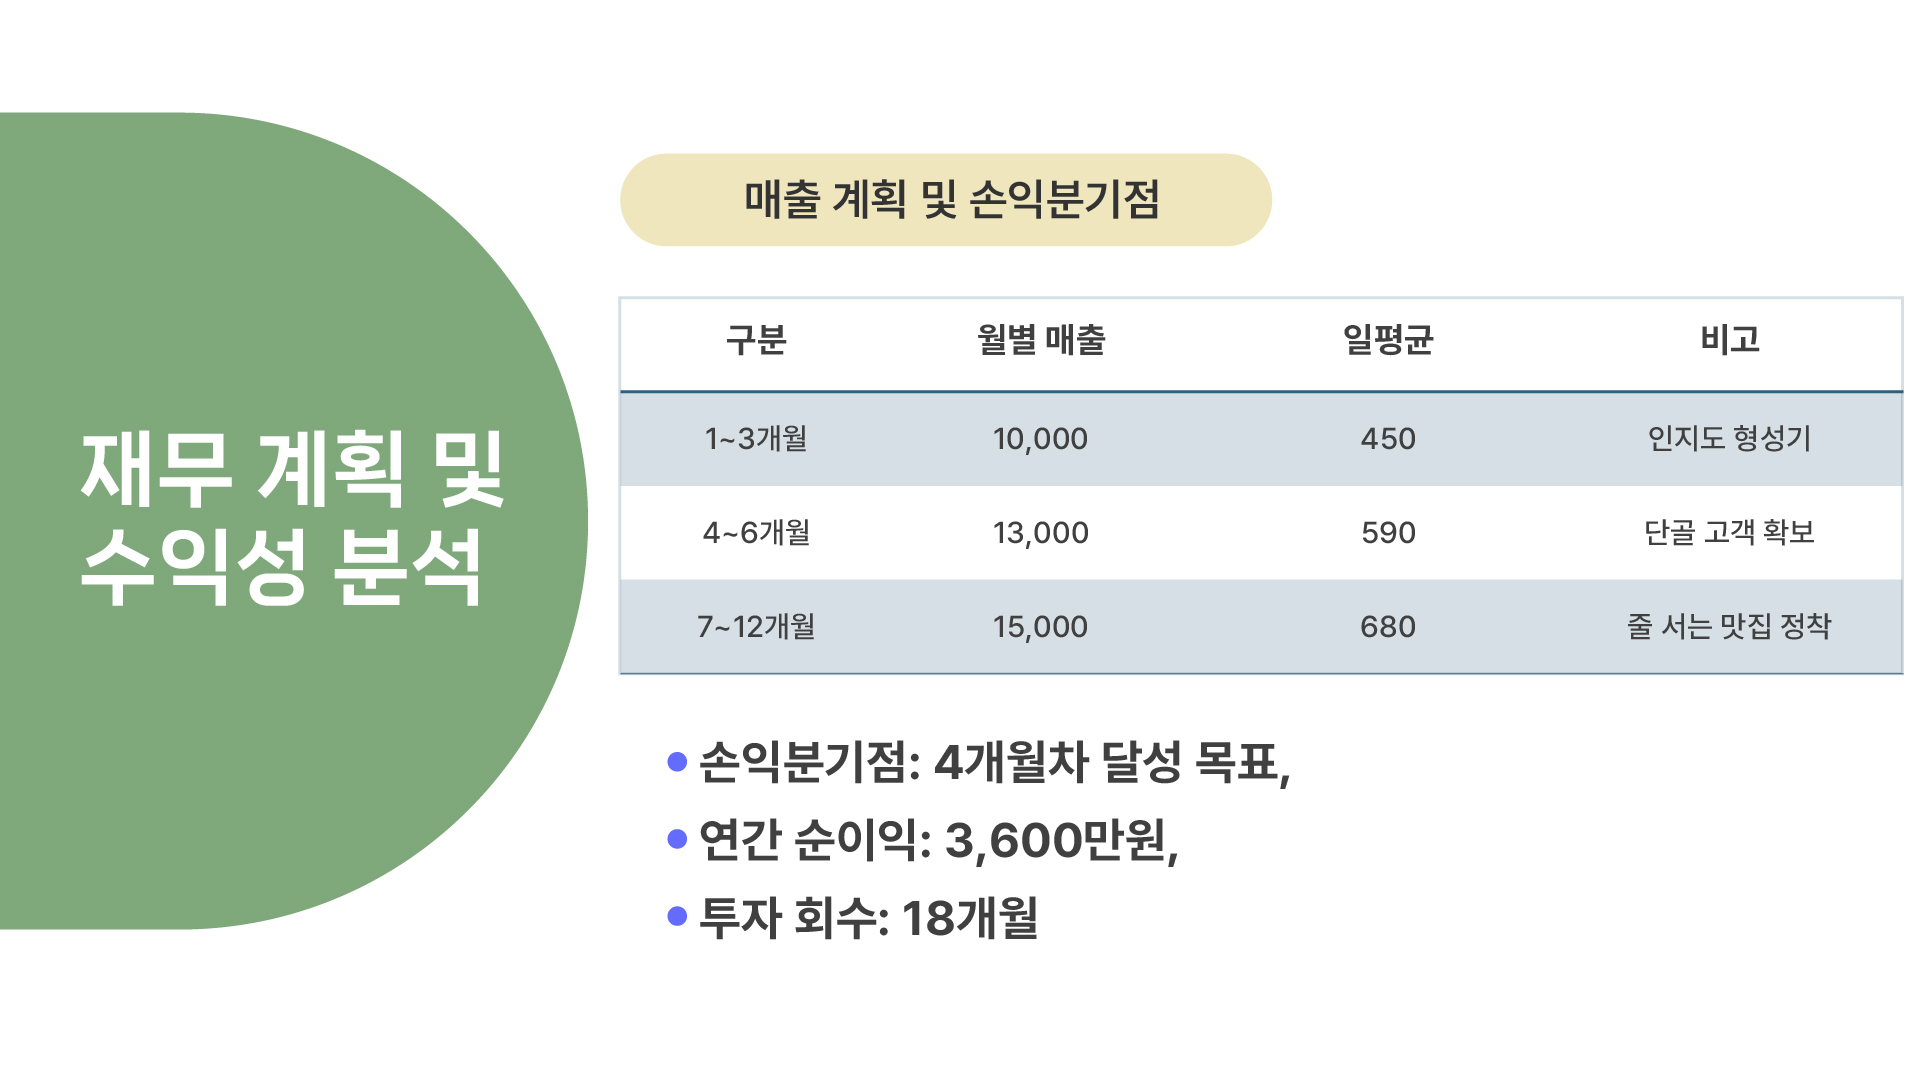 재무 계획 및
수익성 분석
매출 계획 및 손익분기점
구분 월별 매출 일평균 비고
1~3개월 10,000 450 인지도 형성기
4~6개월 13,000 590 단골 고객 확보
7~12개월 15,000 680 줄 서는 맛집 정착
손익분기점: 4개월차 달성 목표,
연간 순이익: 3,600만원,
투자 회수: 18개월